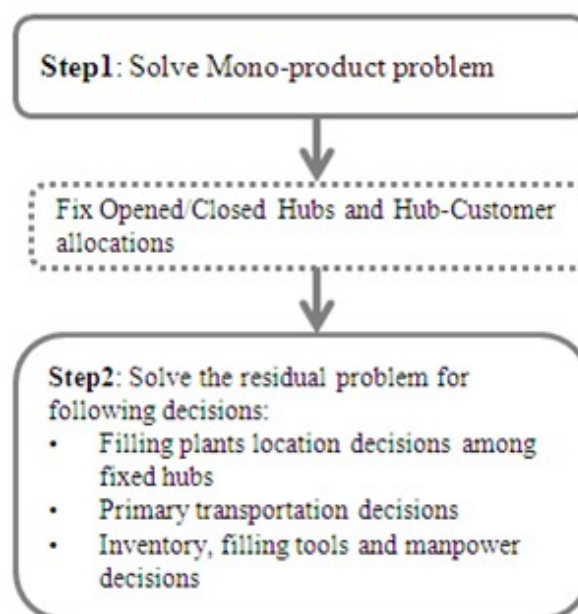 Step1: Solve Mono-product problem
Fix Opened/Closed Hubs and Hub-Customer
allocations
Step2: Solve the residual problem for
following decisions:
• Filling plants location decisions among
fixed hubs
• Primary transportation decisions
• Inventory, filling tools and manpower
decisions